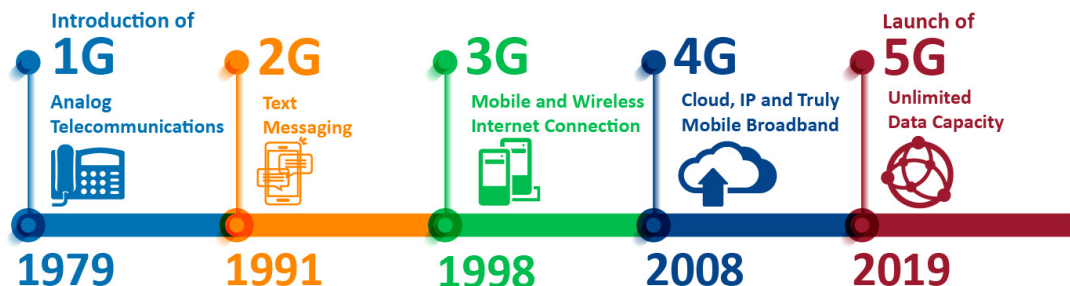 Introduction of
1G
Analog
Telecommunications
1979
2G
Text
Messaging
1991
3G
Mobile and Wireless
Internet Connection
1998
4G
Cloud, IP and Truly
Mobile Broadband
2008
Launch of
5G
Unlimited
Data Capacity
2019